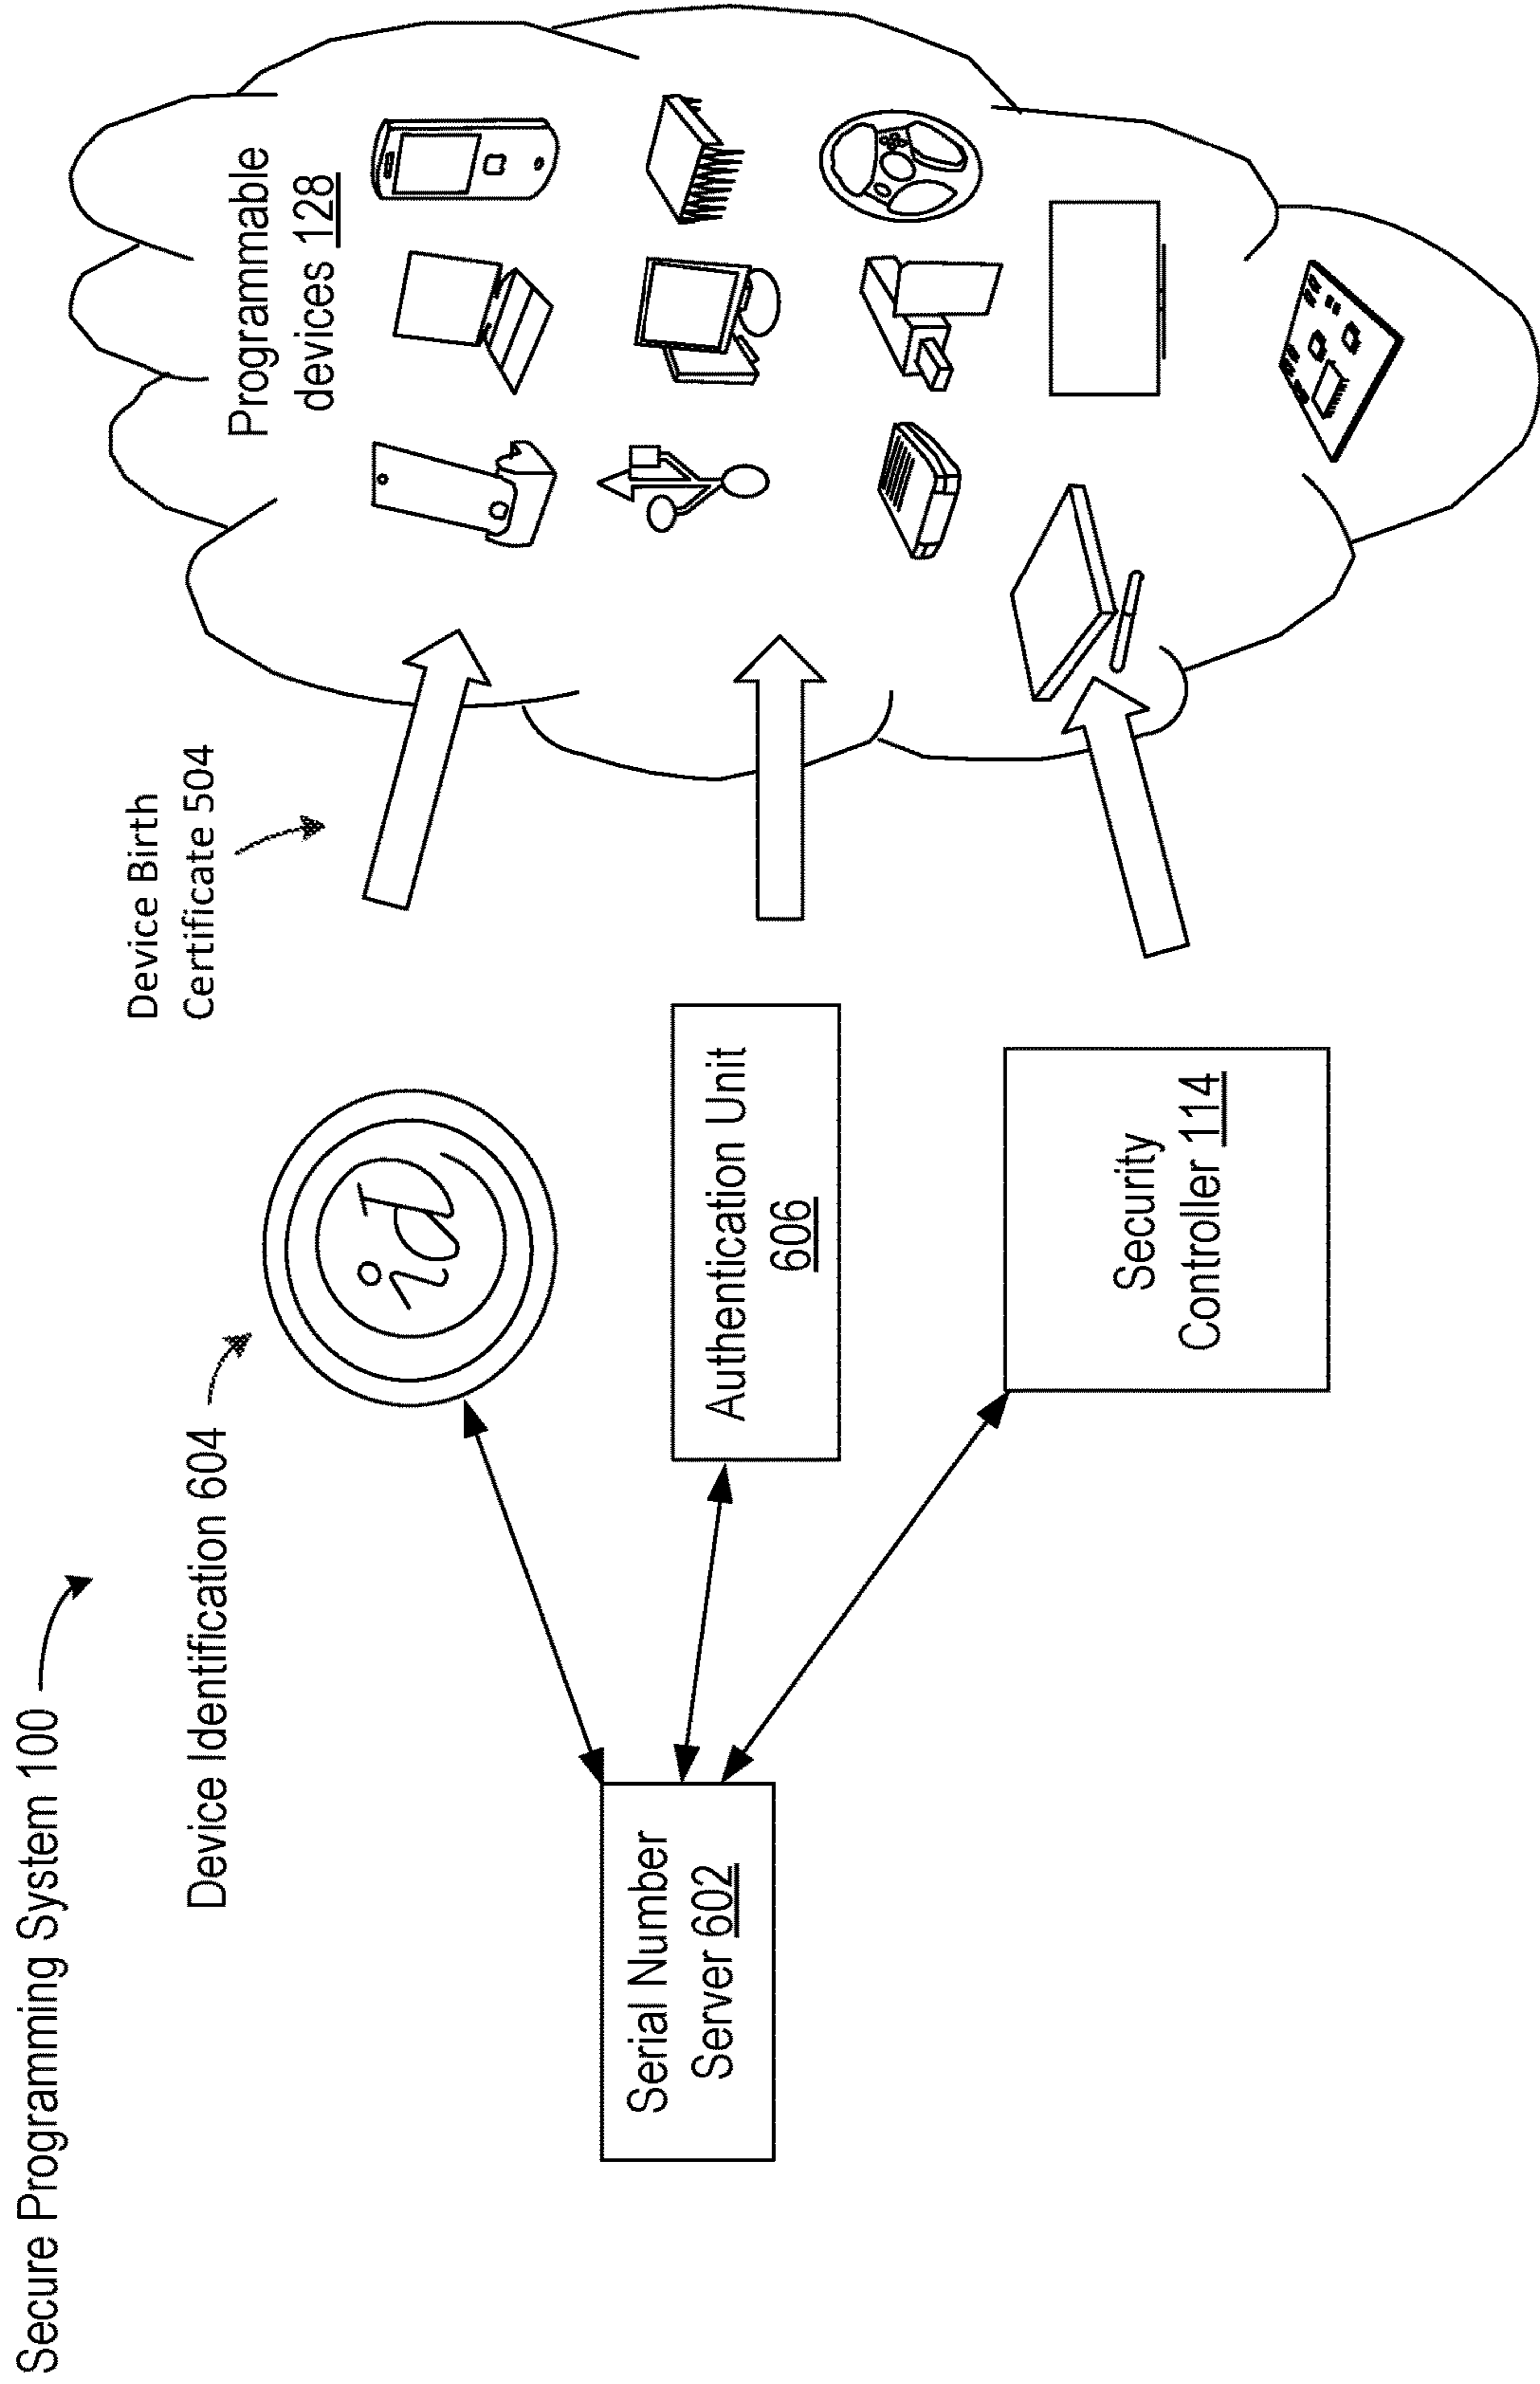 Secure Programming System 100
Device Identification 604
Device Birth
Certificate 504
Programmable
devices 128
id
Serial Number
Server 602
Authentication Unit
606
Security
Controller 114